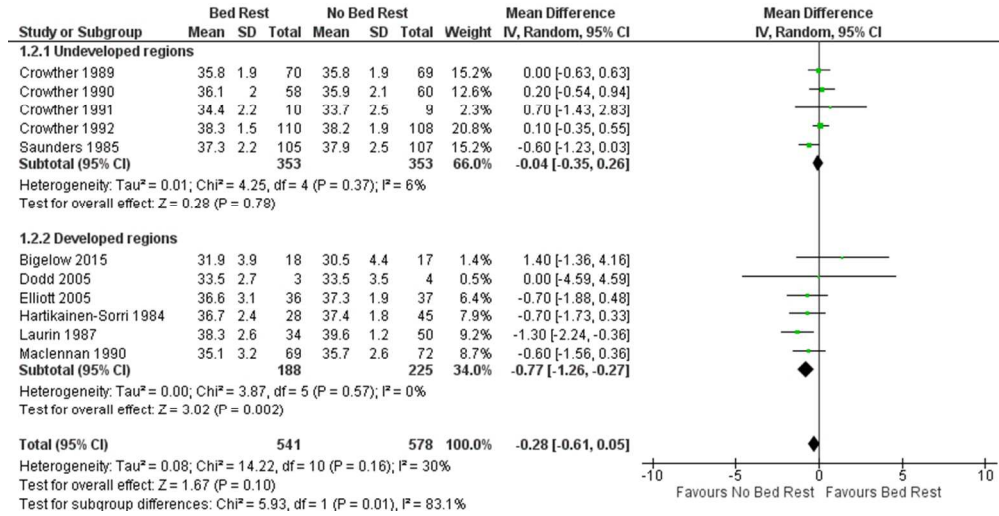 Bed Rest No Bed Rest Mean Difference Mean Difference
Study or Subgroup Mean SD Total Mean SD Total Weight IV, Random, 95% CI IV, Random, 95% CI
1.2.1 Undeveloped regions
Crowther 1989 35.8 1.9 70 35.8 1.9 69 15.2% 0.00 [-0.63, 0.63]
Crowther 1990 36.1 2 58 35.9 2.1 60 12.6% 0.20 [-0.54, 0.94]
Crowther 1991 34.4 2.2 10 33.7 2.5 9 2.3% 0.70 [-1.43, 2.83]
Crowther 1992 38.3 1.5 110 38.2 1.9 108 20.8% 0.10 [-0.35, 0.55]
Saunders 1985 37.3 2.2 105 37.9 2.5 107 15.2% -0.60 [-1.23, 0.03]
Subtotal (95% CI) 353 353 66.0% -0.04 [-0.35, 0.26]
Heterogeneity: Tau² = 0.01; Chi² = 4.25, df = 4 (P = 0.37); I² = 6%
Test for overall effect: Z = 0.28 (P = 0.78)
1.2.2 Developed regions
Bigelow 2015 31.9 3.9 18 30.5 4.4 17 1.4% 1.40 [-1.36, 4.16]
Dodd 2005 33.5 2.7 3 33.5 3.5 4 0.5% 0.00 [-4.59, 4.59]
Elliott 2005 36.6 3.1 36 37.3 1.9 37 6.4% -0.70 [-1.88, 0.48]
Hartikainen-Sorri 1984 36.7 2.4 28 37.4 1.8 45 7.9% -0.70 [-1.73, 0.33]
Laurin 1987 38.3 2.6 34 39.6 1.2 50 9.2% -1.30 [-2.24, -0.36]
Maclennan 1990 35.1 3.2 69 35.7 2.6 72 8.7% -0.60 [-1.56, 0.36]
Subtotal (95% CI) 188 225 34.0% -0.77 [-1.26, -0.27]
Heterogeneity: Tau² = 0.00; Chi² = 3.87, df = 5 (P = 0.57); I² = 0%
Test for overall effect: Z = 3.02 (P = 0.002)
Total (95% CI) 541 578 100.0% -0.28 [-0.61, 0.05]
Heterogeneity: Tau² = 0.08; Chi² = 14.22, df = 10 (P = 0.16); I² = 30%
Test for overall effect: Z = 1.67 (P = 0.10)
Test for subgroup differences: Chi² = 5.93, df = 1 (P = 0.01), I² = 83.1%
-10 -5 0 5 10
Favours No Bed Rest Favours Bed Rest